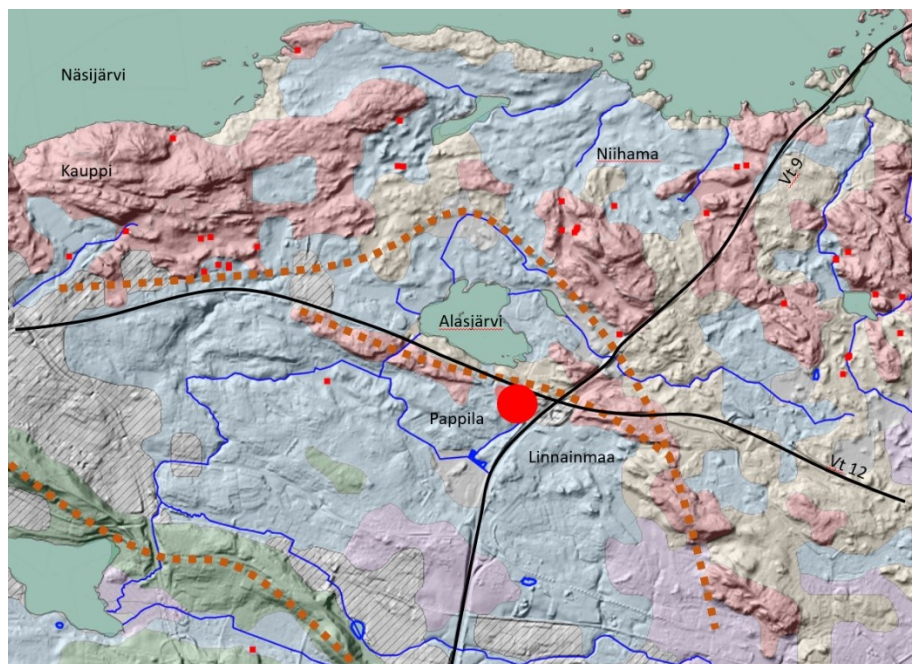 Näsijärvi
Kauppi
Niihama
Vt 9
Alasjärvi
Pappila
Linnainmaa
Vt 12